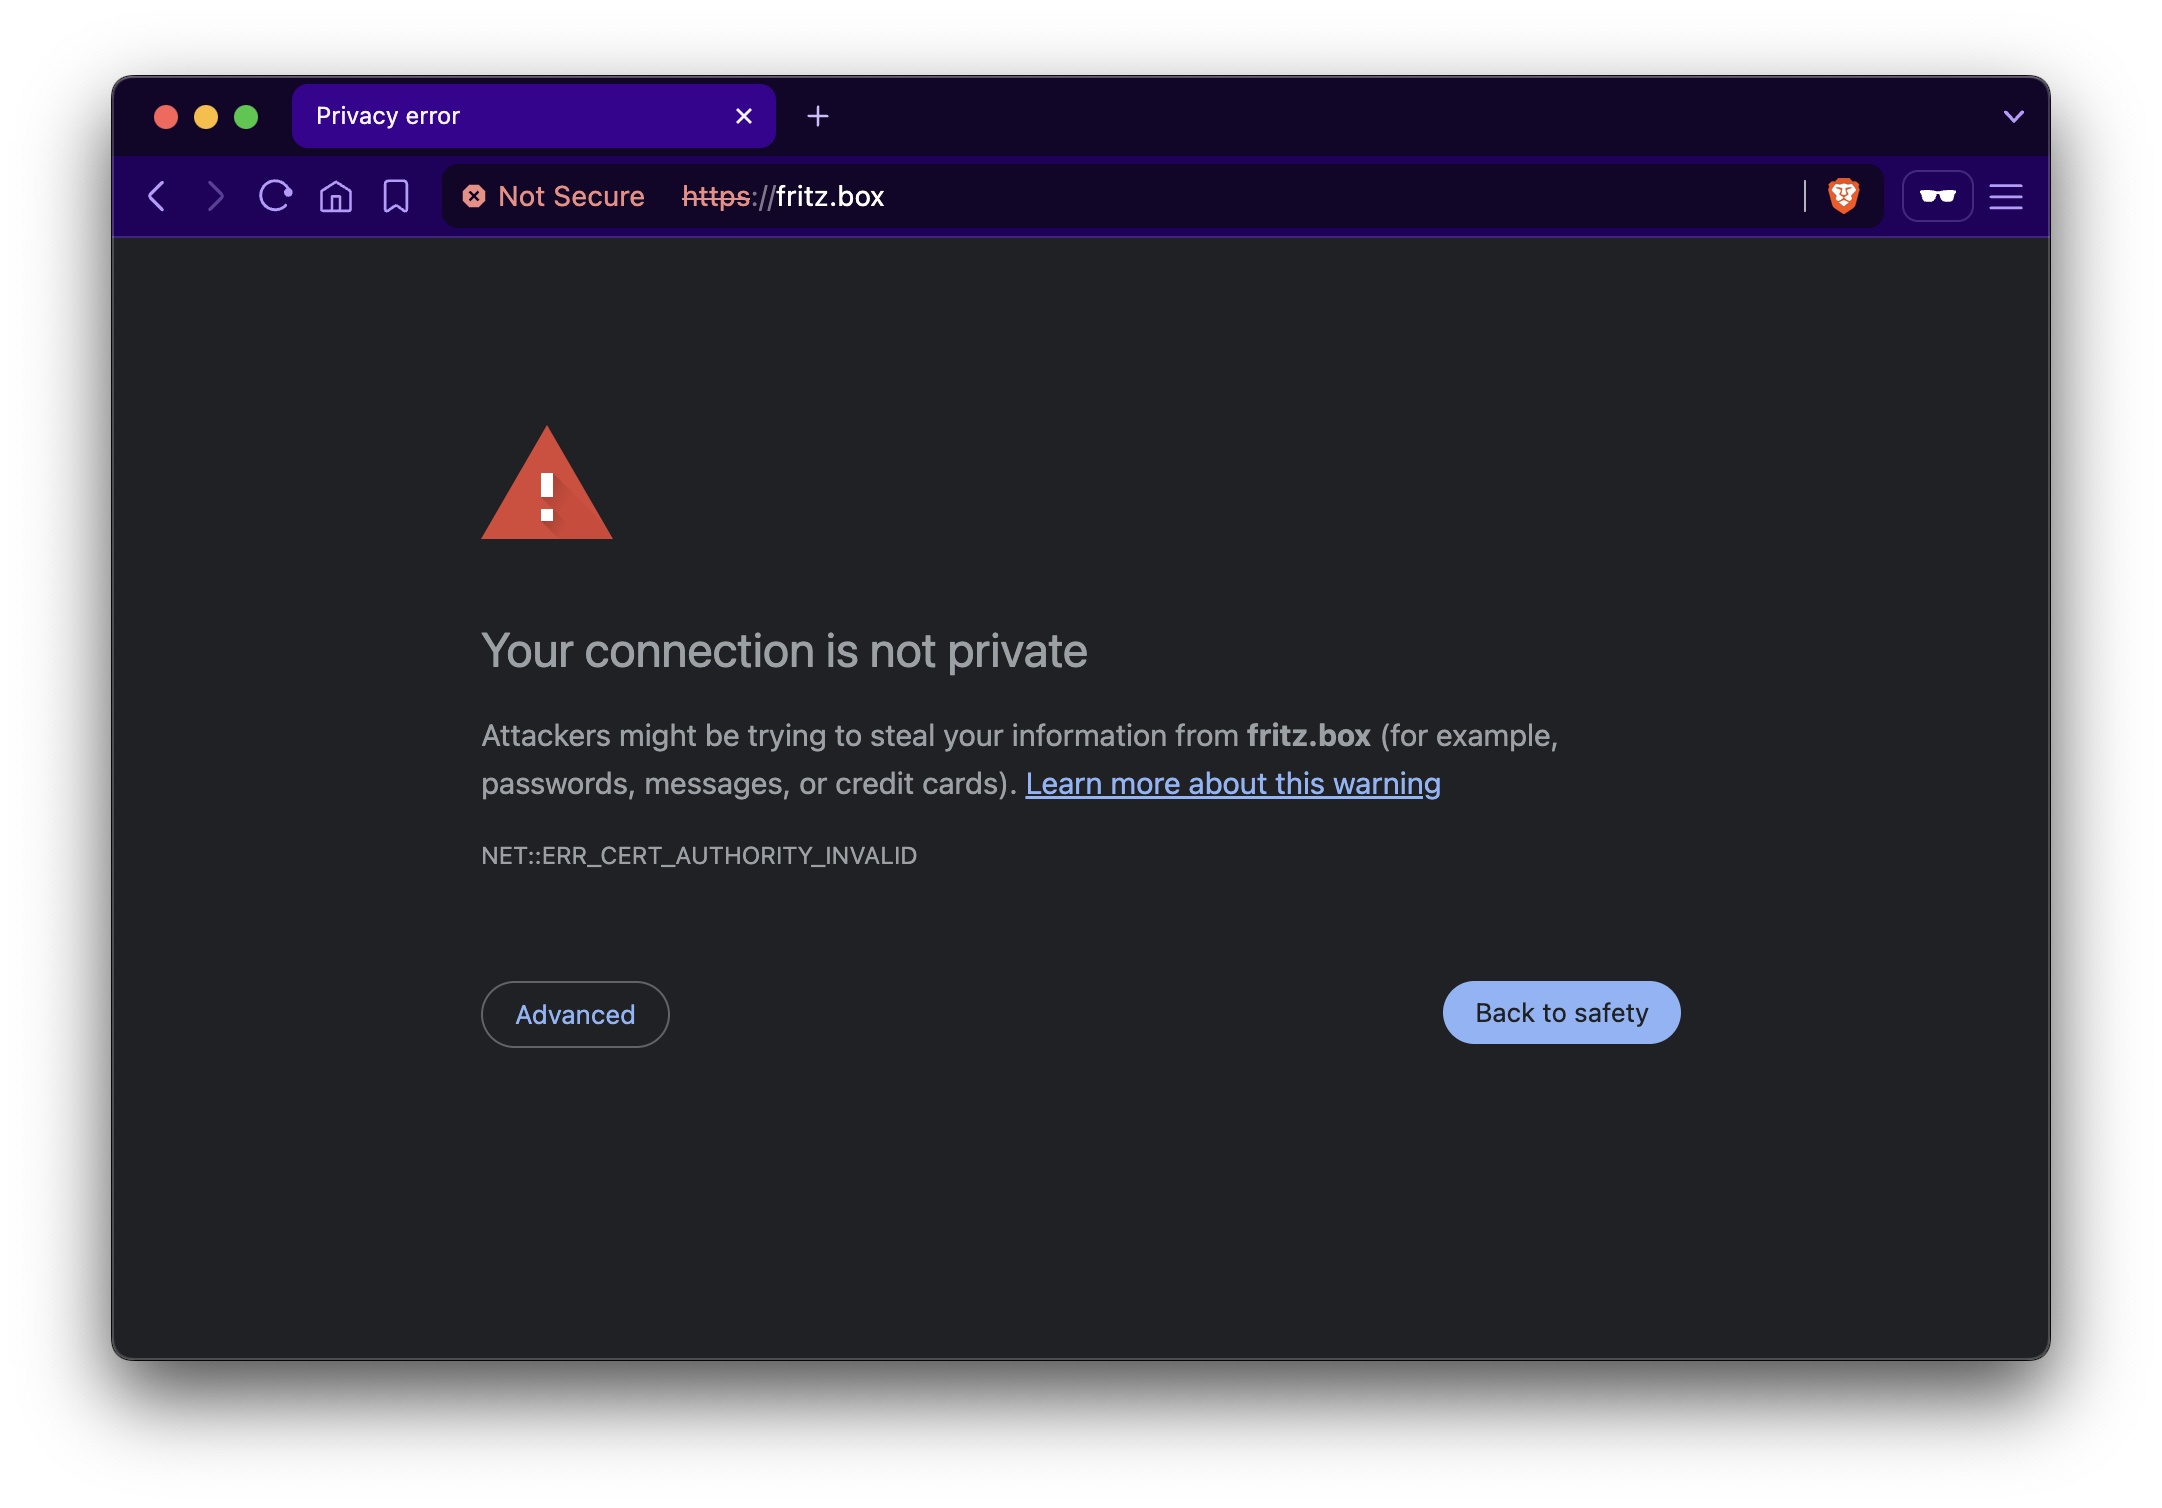 Privacy error
Not Secure https://fritz.box
Your connection is not private
Attackers might be trying to steal your information from fritz.box (for example,
passwords, messages, or credit cards). Learn more about this warning
NET::ERR_CERT_AUTHORITY_INVALID
Advanced
Back to safety